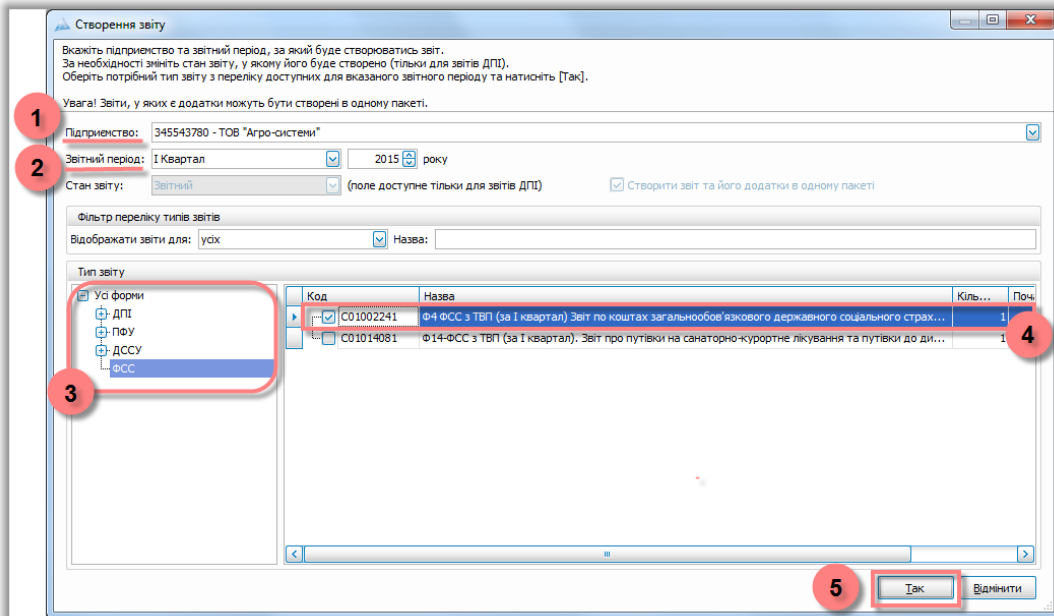 Створення звіту
Вкажіть підприємство та звітний період, за який буде створюватись звіт.
За необхідності змініть стан звіту, у якому його буде створено (тільки для звітів ДПІ).
Оберіть потрібний тип звіту з переліку доступних для вказаного звітного періоду та натисніть [Так].
Увага! Звіти, у яких є додатки можуть бути створені в одному пакеті.
1
Підприємство: 345543780 - ТОВ "Агро-системи"
2
Звітний період: І Квартал 2015 року
Стан звіту: Звітний (поле доступне тільки для звітів ДПІ) Створити звіт та його додатки в одному пакеті
Фільтр переліку типів звітів
Відображати звіти для: усіх Назва:
Тип звіту
Усі форми
ДПІ
ПФУ
ДССУ
ФСС
3
Код Назва Кіль... Поча
C01002241 Ф4 ФСС з ТВП (за І квартал) Звіт по коштах загальнообов'язкового державного соціального страх... 1
C01014081 Ф14-ФСС з ТВП (за І квартал). Звіт про путівки на санаторно-курортне лікування та путівки до ди... 1
4
5
Так Відмінити